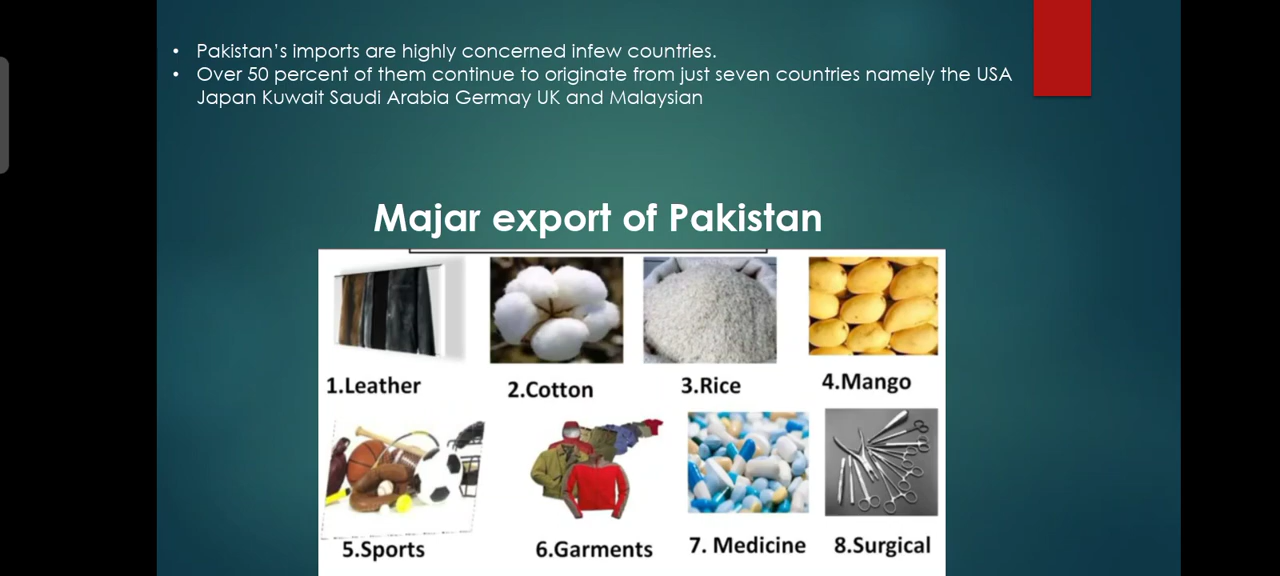 • Pakistan’s imports are highly concerned infew countries.
• Over 50 percent of them continue to originate from just seven countries namely the USA
Japan Kuwait Saudi Arabia Germay UK and Malaysian
Majar export of Pakistan
1.Leather
2.Cotton
3.Rice
4.Mango
5.Sports
6.Garments
7. Medicine
8.Surgical